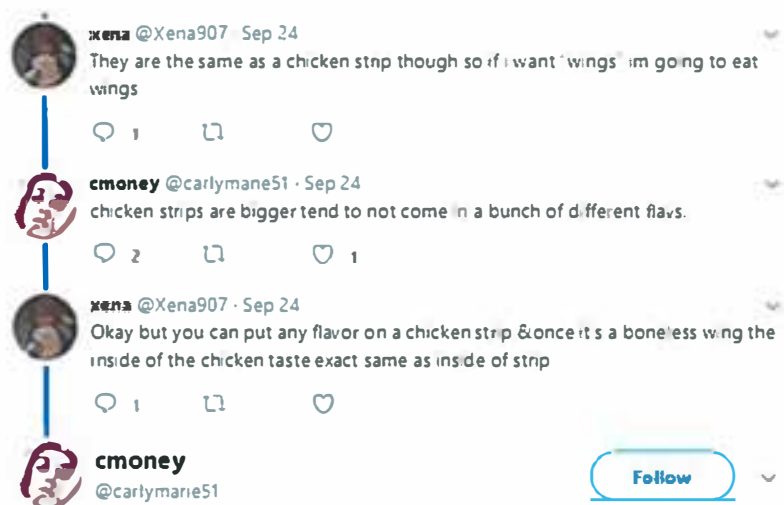 xena @Xena907 Sep 24
They are the same as a chicken strip though so if i want "wings" im going to eat
wings
1
cmoney @carlymane51 · Sep 24
chicken strips are bigger tend to not come in a bunch of different flavs.
2 1
xena @Xena907 · Sep 24
Okay but you can put any flavor on a chicken strip &once it s a boneless wing the
inside of the chicken taste exact same as inside of strip
1
cmoney
@carlymarie51
Follow